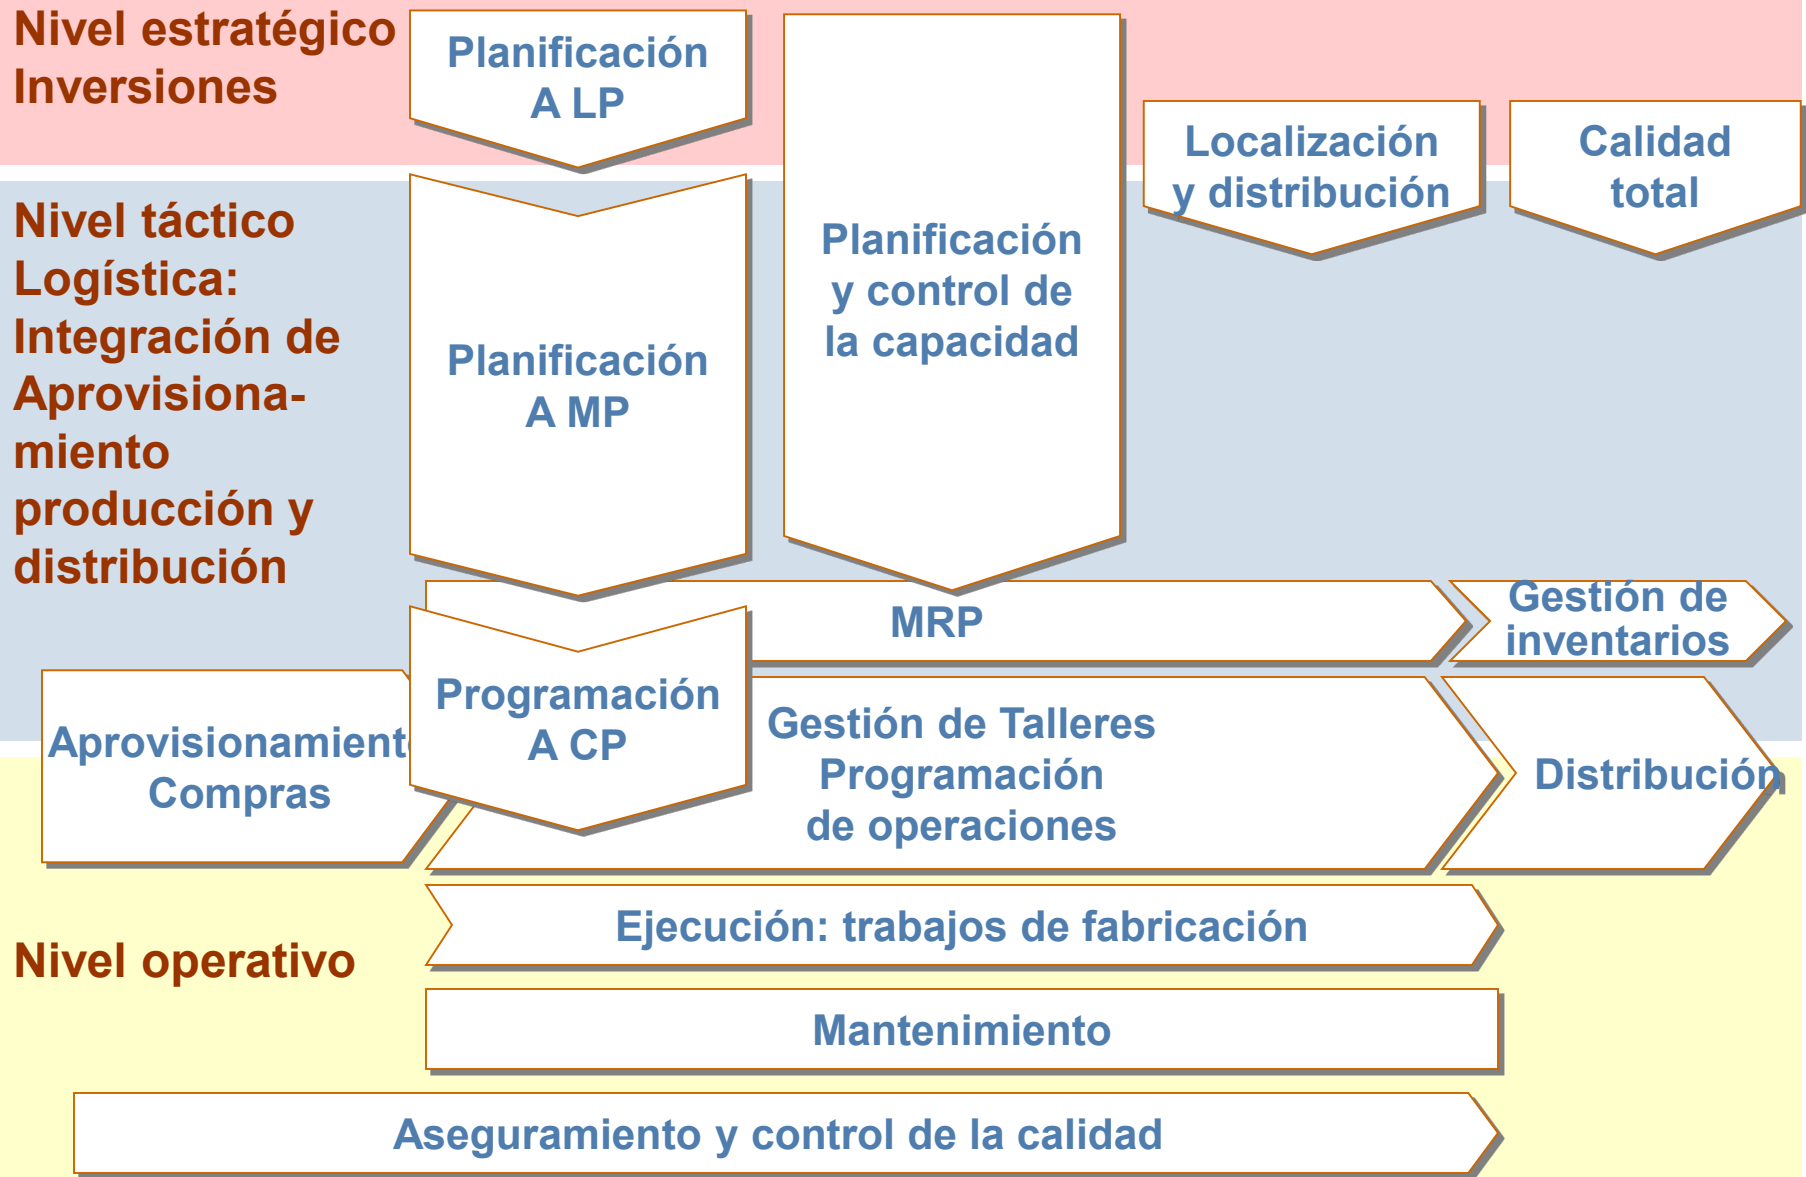 Nivel estratégico
Inversiones
Planificación
A LP
Planificación
y control de
la capacidad
Localización
y distribución
Calidad
total
Nivel táctico
Logística:
Integración de
Aprovisiona-
miento
producción y
distribución
Planificación
A MP
MRP
Gestión de
inventarios
Aprovisionamiento
Compras
Programación
A CP
Gestión de Talleres
Programación
de operaciones
Distribución
Nivel operativo
Ejecución: trabajos de fabricación
Mantenimiento
Aseguramiento y control de la calidad